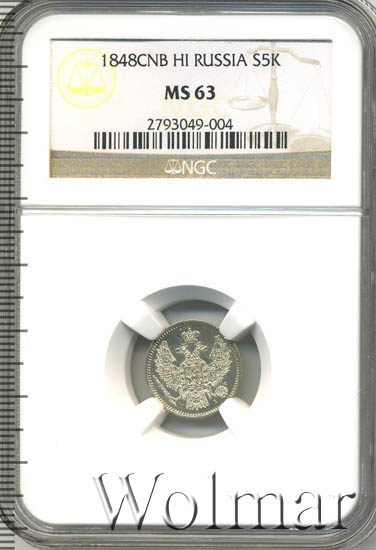 1848CNB HI RUSSIA S5K
MS 63
2793049-004
NGC
Wolmar